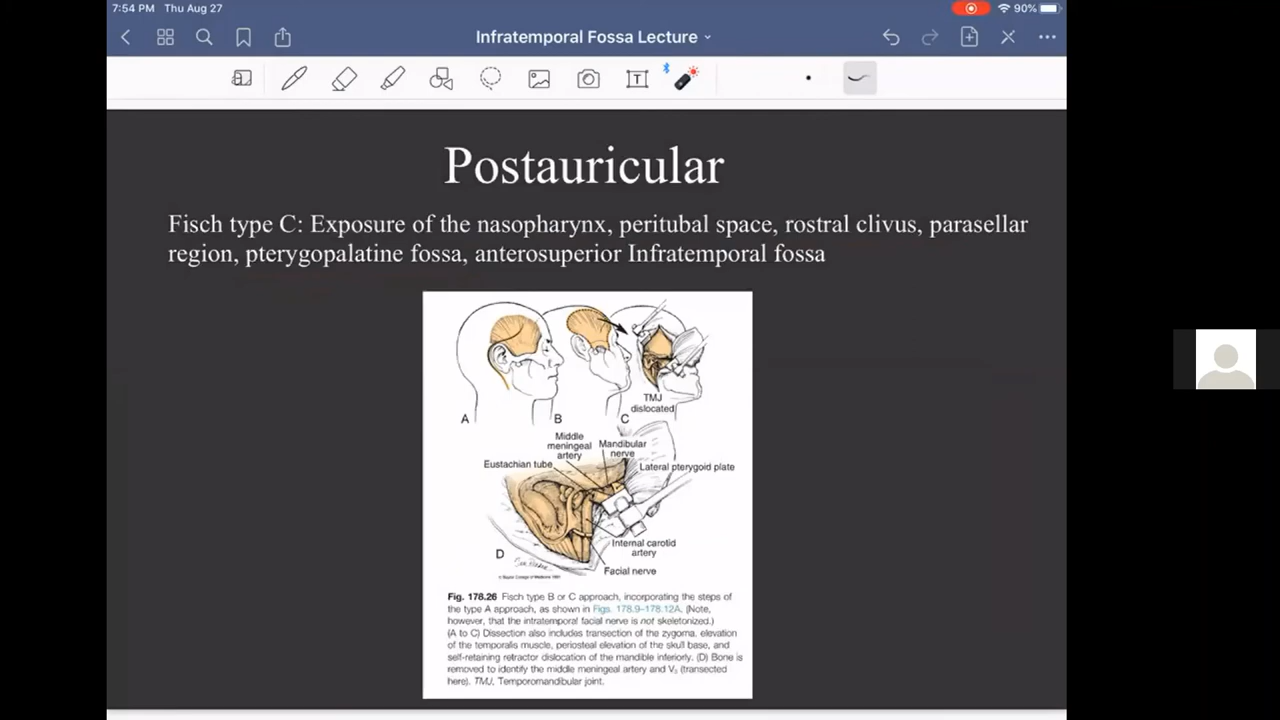 7:54 PM Thu Aug 27
90%
Infratemporal Fossa Lecture
T
Postauricular
Fisch type C: Exposure of the nasopharynx, peritubal space, rostral clivus, parasellar
region, pterygopalatine fossa, anterosuperior Infratemporal fossa
TMJ
dislocated
A
B
C
Middle
meningeal
artery
Mandibular
nerve
Eustachian tube
Lateral pterygoid plate
Internal carotid
artery
D
Facial nerve
© Baylor College of Medicine
Fig. 178.26 Fisch type B or C approach, incorporating the steps of
the type A approach, as shown in Figs. 178.9–178.12A. (Note,
however, that the intratemporal facial nerve is not skeletonized.)
(A to C) Dissection also includes transection of the zygoma, elevation
of the temporalis muscle, periosteal elevation of the skull base, and
self-retaining retractor dislocation of the mandible inferiorly. (D) Bone is
removed to identify the middle meningeal artery and V₃ (transected
here). TMJ, Temporomandibular joint.